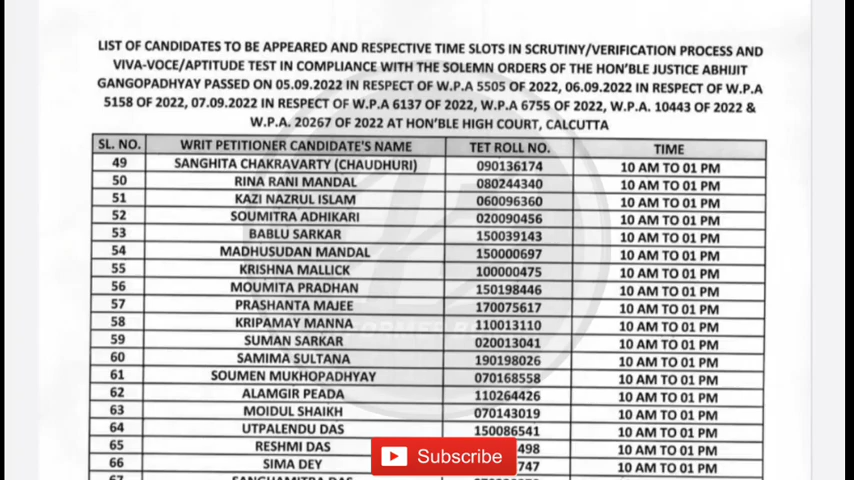 LIST OF CANDIDATES TO BE APPEARED AND RESPECTIVE TIME SLOTS IN SCRUTINY/VERIFICATION PROCESS AND
VIVA-VOCE/APTITUDE TEST IN COMPLIANCE WITH THE SOLEMN ORDERS OF THE HON'BLE JUSTICE ABHIJIT
GANGOPADHYAY PASSED ON 05.09.2022 IN RESPECT OF W.P.A 5505 OF 2022, 06.09.2022 IN RESPECT OF W.P.A
5158 OF 2022, 07.09.2022 IN RESPECT OF W.P.A 6137 OF 2022, W.P.A 6755 OF 2022, W.P.A. 10443 OF 2022 &
W.P.A. 20267 OF 2022 AT HON'BLE HIGH COURT, CALCUTTA
SL. NO. WRIT PETITIONER CANDIDATE'S NAME TET ROLL NO. TIME
49 SANGHITA CHAKRAVARTY (CHAUDHURI) 090136174 10 AM TO 01 PM
50 RINA RANI MANDAL 080244340 10 AM TO 01 PM
51 KAZI NAZRUL ISLAM 060096360 10 AM TO 01 PM
52 SOUMITRA ADHIKARI 020090456 10 AM TO 01 PM
53 BABLU SARKAR 150039143 10 AM TO 01 PM
54 MADHUSUDAN MANDAL 150000697 10 AM TO 01 PM
55 KRISHNA MALLICK 100000475 10 AM TO 01 PM
56 MOUMITA PRADHAN 150198446 10 AM TO 01 PM
57 PRASHANTA MAJEE 170075617 10 AM TO 01 PM
58 KRIPAMAY MANNA 110013110 10 AM TO 01 PM
59 SUMAN SARKAR 020013041 10 AM TO 01 PM
60 SAMIMA SULTANA 190198026 10 AM TO 01 PM
61 SOUMEN MUKHOPADHYAY 070168558 10 AM TO 01 PM
62 ALAMGIR PEADA 110264426 10 AM TO 01 PM
63 MOIDUL SHAIKH 070143019 10 AM TO 01 PM
64 UTPALENDU DAS 150086541 10 AM TO 01 PM
65 RESHMI DAS 498 10 AM TO 01 PM
66 SIMA DEY 747 10 AM TO 01 PM
Subscribe